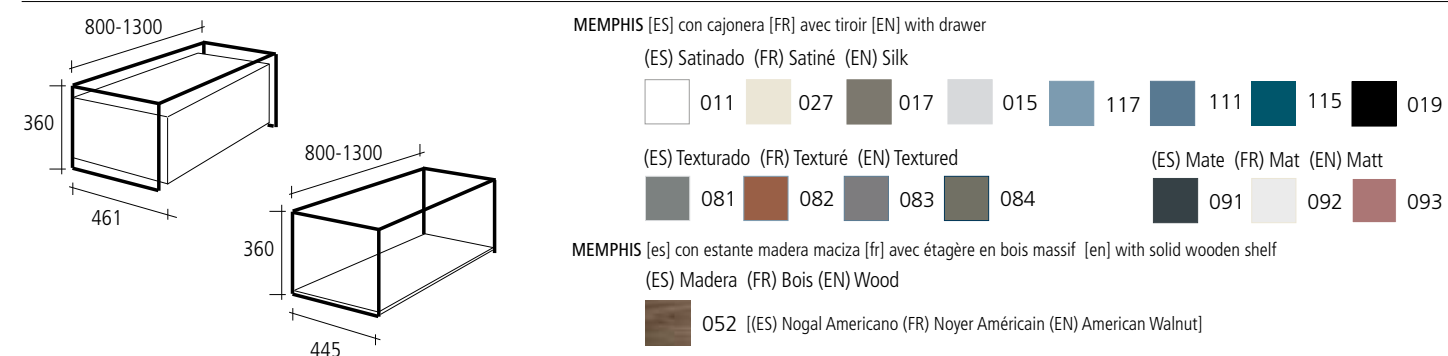 800-1300
360
461
800-1300
360
445
MEMPHIS [ES] con cajonera [FR] avec tiroir [EN] with drawer
(ES) Satinado (FR) Satiné (EN) Silk
011 027 017 015 117 111 115 019
(ES) Texturado (FR) Texturé (EN) Textured
081 082 083 084
(ES) Mate (FR) Mat (EN) Matt
091 092 093
MEMPHIS [es] con estante madera maciza [fr] avec étagère en bois massif [en] with solid wooden shelf
(ES) Madera (FR) Bois (EN) Wood
052 [(ES) Nogal Americano (FR) Noyer Américain (EN) American Walnut]